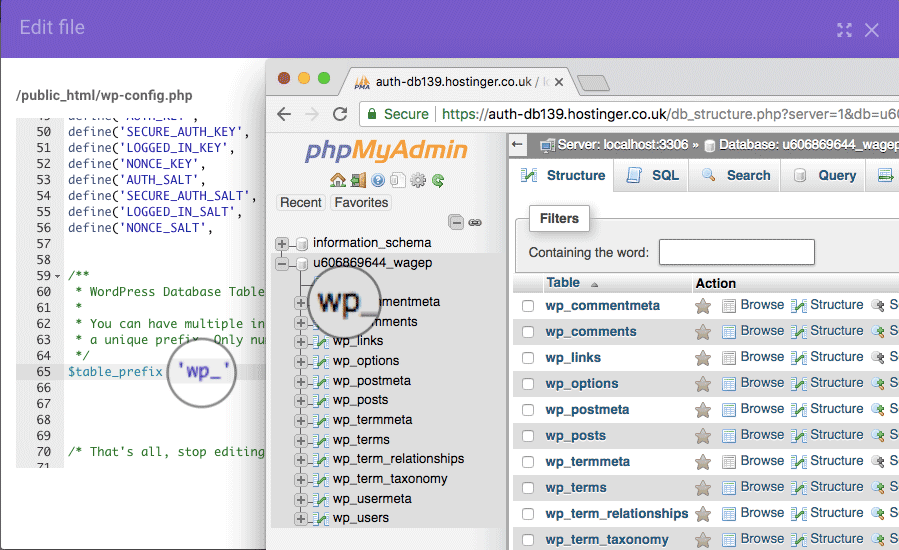 Edit file
/public_html/wp-config.php
50 define('SECURE_AUTH_KEY',
51 define('LOGGED_IN_KEY',
52 define('NONCE_KEY',
53 define('AUTH_SALT',
54 define('SECURE_AUTH_SALT',
55 define('LOGGED_IN_SALT',
56 define('NONCE_SALT',
57
58
59 /**
60 * WordPress Database Table
61 *
62 * You can have multiple in
63 * a unique prefix. Only nu
64 */
65 $table_prefix 'wp_'
66
67
68
69
70 /* That's all, stop editing
71
auth-db139.hostinger.co.uk / lo
Secure https://auth-db139.hostinger.co.uk/db_structure.php?server=1&db=u60
phpMyAdmin
Recent Favorites
information_schema
u606869644_wagep
wp_
mmentmeta
wp_links
wp_options
wp_postmeta
wp_posts
wp_termmeta
wp_terms
wp_term_relationships
wp_term_taxonomy
wp_usermeta
wp_users
Server: localhost:3306 » Database: u606869644_wagep
Structure SQL Search Query
Filters
Containing the word:
Table Action
wp_commentmeta Browse Structure S
wp_comments Browse Structure S
wp_links Browse Structure S
wp_options Browse Structure S
wp_postmeta Browse Structure S
wp_posts Browse Structure S
wp_termmeta Browse Structure S
wp_terms Browse Structure S
wp_term_relationships Browse Structure S
wp_term_taxonomy Browse Structure S